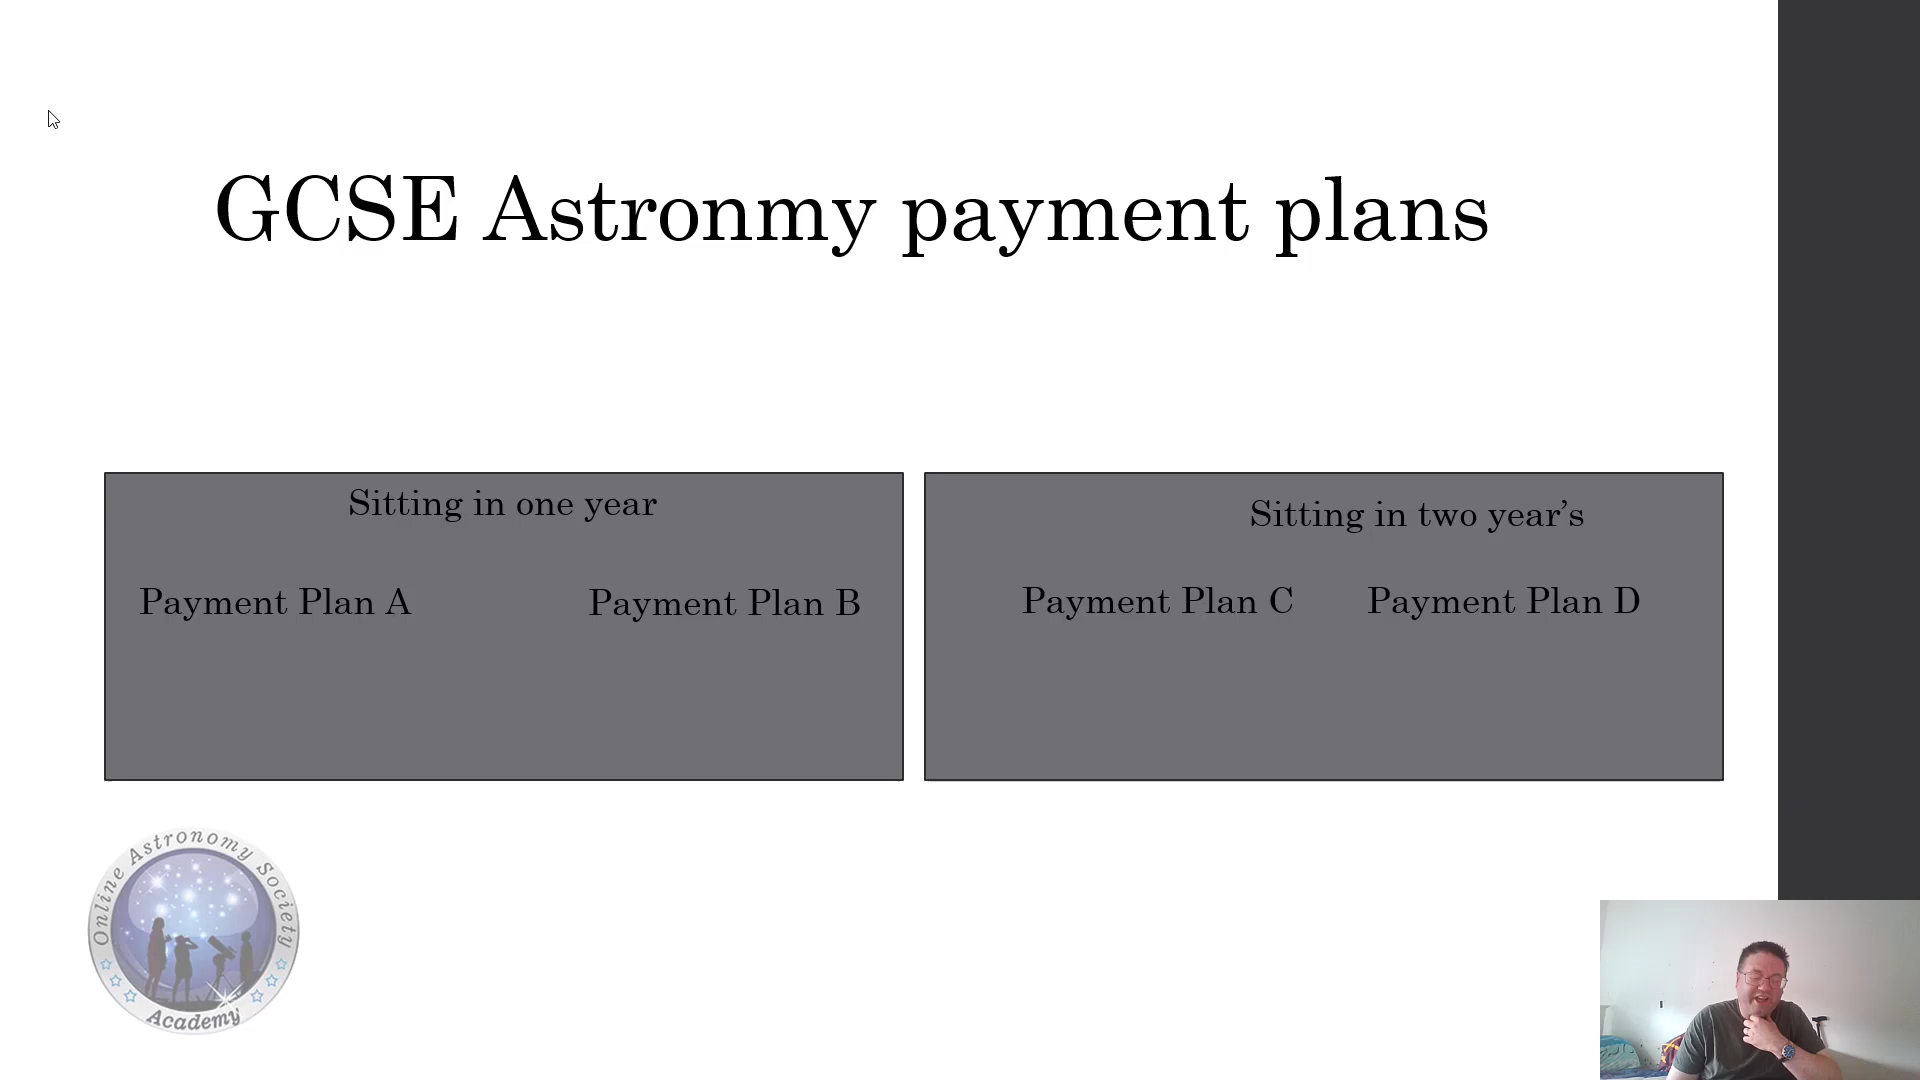 GCSE Astronmy payment plans
Sitting in one year
Payment Plan A
Payment Plan B
Sitting in two year’s
Payment Plan C
Payment Plan D
Online Astronomy Society
Academy